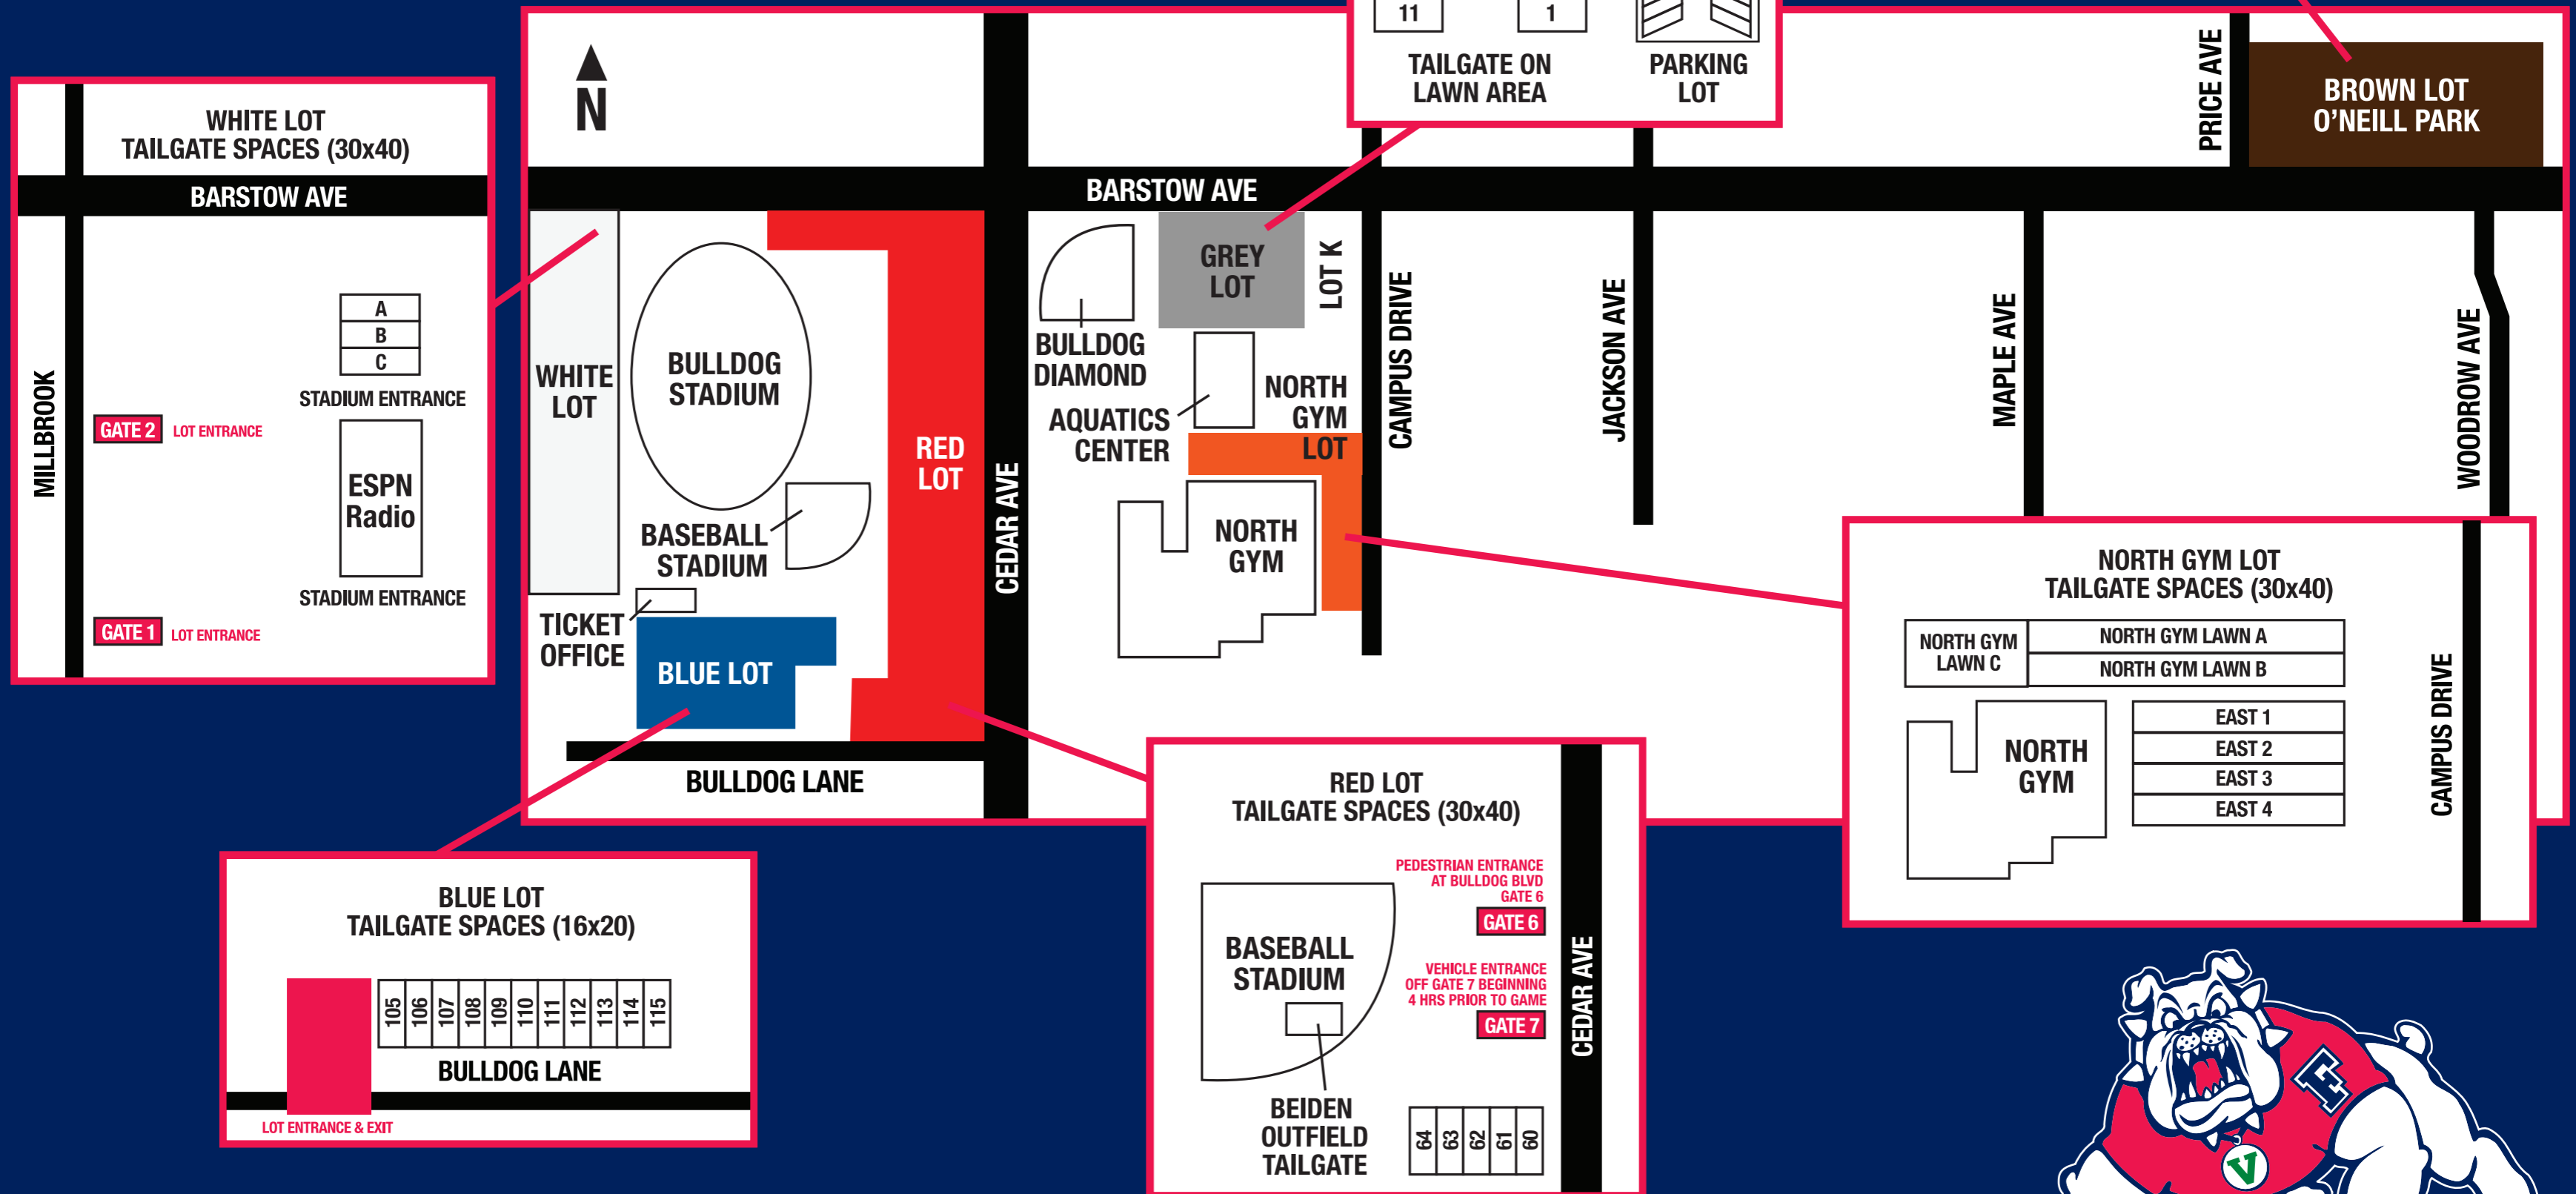 11
1
TAILGATE ON
LAWN AREA
PARKING
LOT
N
PRICE AVE
BROWN LOT
O'NEILL PARK
WHITE LOT
TAILGATE SPACES (30x40)
BARSTOW AVE
MILLBROOK
A
B
C
STADIUM ENTRANCE
GATE 2 LOT ENTRANCE
ESPN
Radio
STADIUM ENTRANCE
GATE 1 LOT ENTRANCE
BARSTOW AVE
WHITE
LOT
BULLDOG
STADIUM
RED
LOT
BASEBALL
STADIUM
TICKET
OFFICE
BLUE LOT
BULLDOG LANE
CEDAR AVE
BULLDOG
DIAMOND
GREY
LOT
LOT K
AQUATICS
CENTER
NORTH
GYM
LOT
NORTH
GYM
CAMPUS DRIVE
JACKSON AVE
MAPLE AVE
WOODROW AVE
NORTH GYM LOT
TAILGATE SPACES (30x40)
NORTH GYM
LAWN C
NORTH GYM LAWN A
NORTH GYM LAWN B
EAST 1
EAST 2
EAST 3
EAST 4
NORTH
GYM
CAMPUS DRIVE
BLUE LOT
TAILGATE SPACES (16x20)
105 106 107 108 109 110 111 112 113 114 115
BULLDOG LANE
LOT ENTRANCE & EXIT
RED LOT
TAILGATE SPACES (30x40)
PEDESTRIAN ENTRANCE
AT BULLDOG BLVD
GATE 6
GATE 6
BASEBALL
STADIUM
VEHICLE ENTRANCE
OFF GATE 7 BEGINNING
4 HRS PRIOR TO GAME
GATE 7
CEDAR AVE
BEIDEN
OUTFIELD
TAILGATE
64 63 62 61 60
F
V